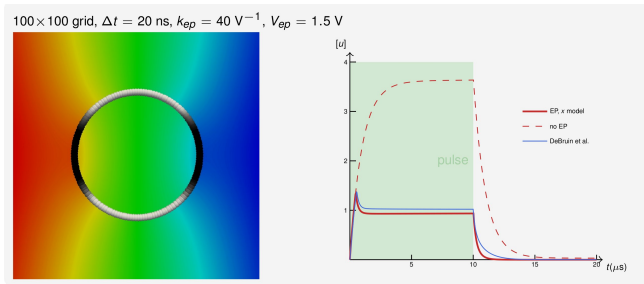 100×100 grid, Δt = 20 ns, k_ep = 40 V⁻¹, V_ep = 1.5 V
[u]
4
3
2
1
pulse
EP, x model
no EP
DeBruin et al.
5
10
15
20
t(μs)